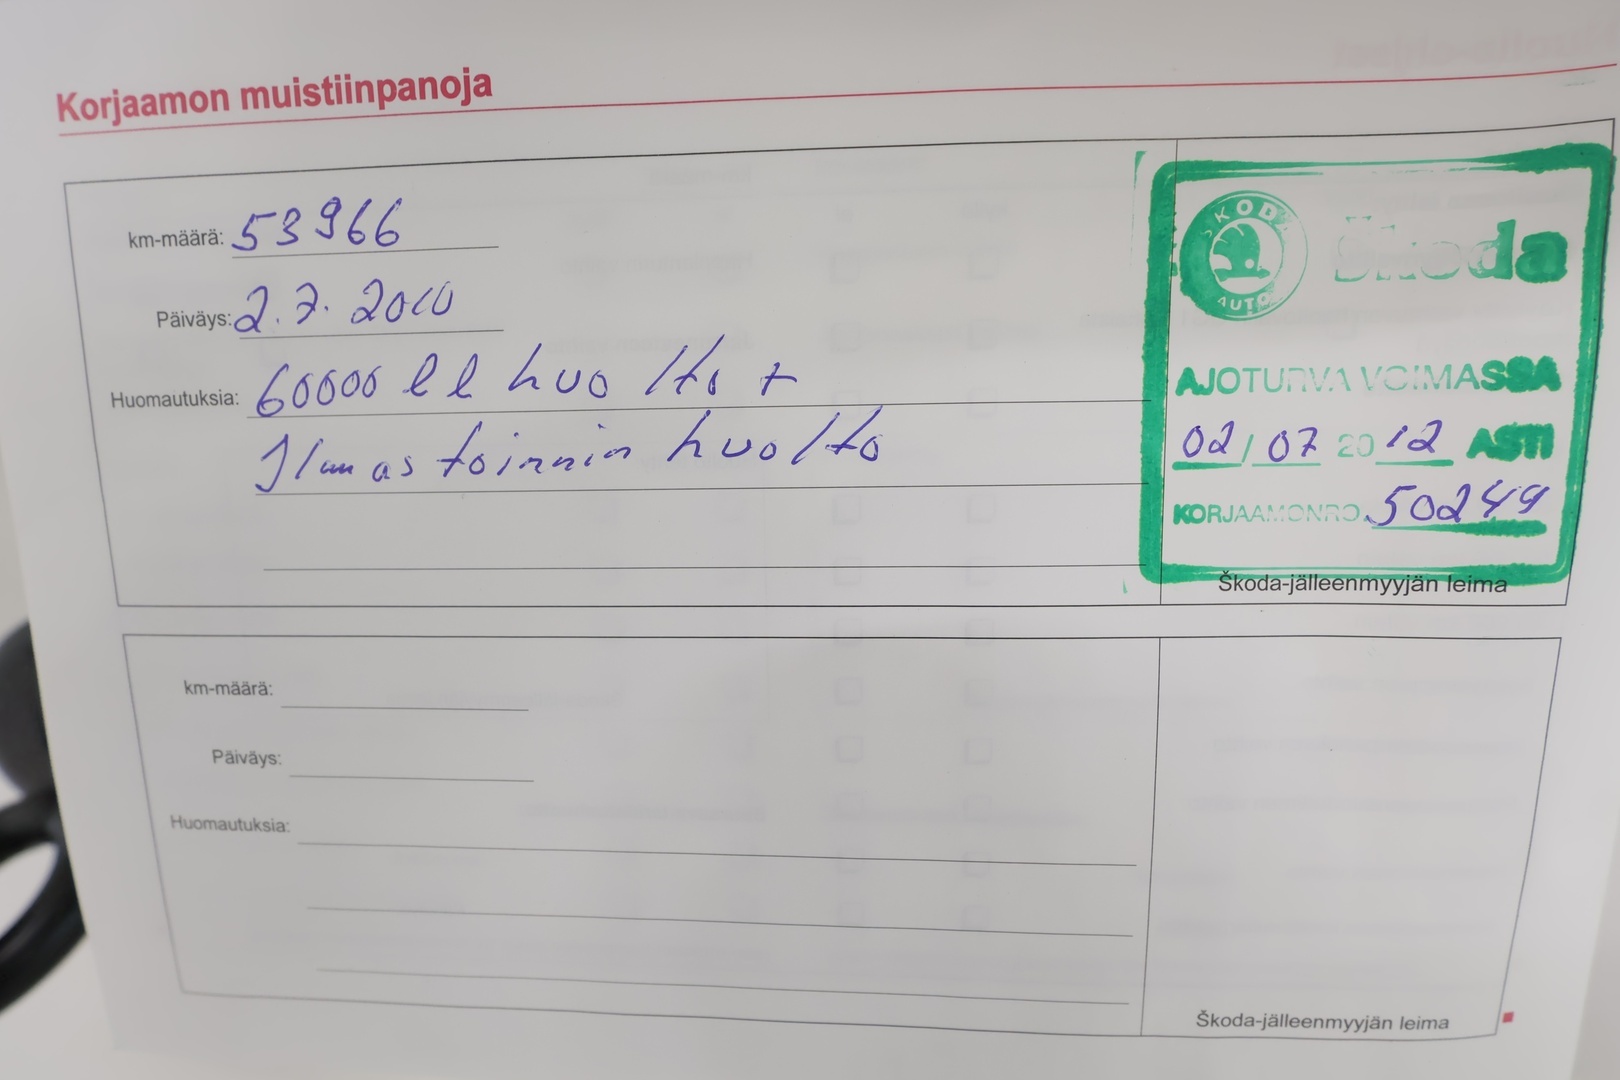 Korjaamon muistiinpanoja
km-määrä: 53966
Päiväys: 2.7.2010
Huomautuksia: 60000 LL huolto +
Ilmastoinnin huolto
ŠKODA
AUTO
Škoda
AJOTURVA VOIMASSA
02/07 2012 ASTI
KORJAAMONRO. 50249
Škoda-jälleenmyyjän leima
km-määrä:
Päiväys:
Huomautuksia:
Škoda-jälleenmyyjän leima